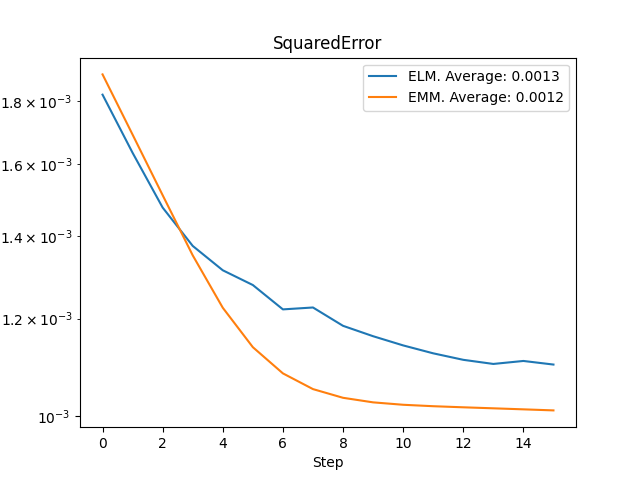 SquaredError
ELM. Average: 0.0013
EMM. Average: 0.0012
1.8 × 10⁻³
1.6 × 10⁻³
1.4 × 10⁻³
1.2 × 10⁻³
10⁻³
0 2 4 6 8 10 12 14
Step